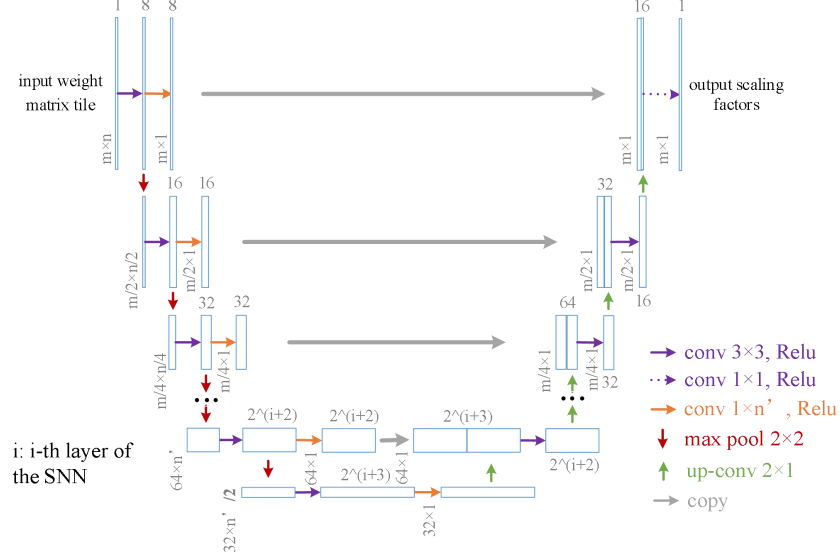 1 8 8 16 1
input weight
matrix tile
output scaling
factors
m×n m×1 m×1 m×1
16 16 32
m/2×n/2 m/2×1 m/2×1 m/2×1 16
32 32 64
m/4×n/4 m/4×1 m/4×1 m/4×1 32
conv 3×3, Relu
conv 1×1, Relu
conv 1×n’ , Relu
max pool 2×2
up-conv 2×1
copy
i: i-th layer of
the SNN
2^(i+2) 2^(i+2) 2^(i+3)
64×n’ 64×1 64×1 2^(i+2)
2^(i+3)
32×n’ /2 32×1